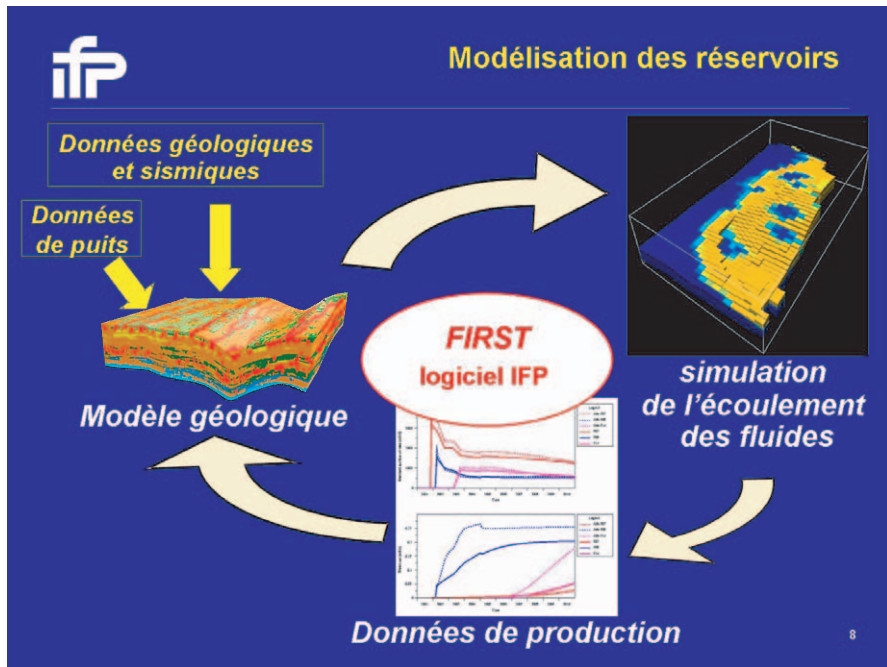 ifp
Modélisation des réservoirs
Données géologiques
et sismiques
Données
de puits
Modèle géologique
FIRST
logiciel IFP
simulation
de l'écoulement
des fluides
Données de production
8